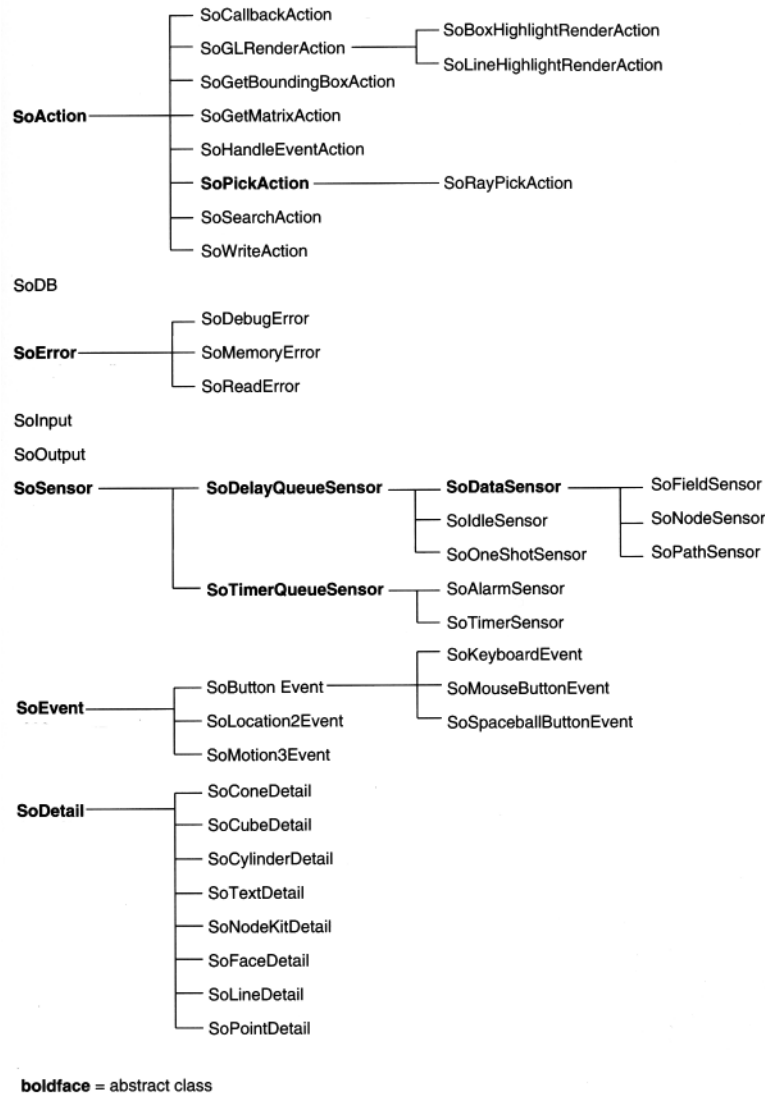 SoCallbackAction
SoGLRenderAction
SoBoxHighlightRenderAction
SoLineHighlightRenderAction
SoGetBoundingBoxAction
SoAction
SoGetMatrixAction
SoHandleEventAction
SoPickAction
SoRayPickAction
SoSearchAction
SoWriteAction
SoDB
SoDebugError
SoError
SoMemoryError
SoReadError
SoInput
SoOutput
SoSensor
SoDelayQueueSensor
SoDataSensor
SoFieldSensor
SoIdleSensor
SoNodeSensor
SoOneShotSensor
SoPathSensor
SoTimerQueueSensor
SoAlarmSensor
SoTimerSensor
SoKeyboardEvent
SoButton Event
SoMouseButtonEvent
SoEvent
SoLocation2Event
SoSpaceballButtonEvent
SoMotion3Event
SoConeDetail
SoDetail
SoCubeDetail
SoCylinderDetail
SoTextDetail
SoNodeKitDetail
SoFaceDetail
SoLineDetail
SoPointDetail
boldface = abstract class